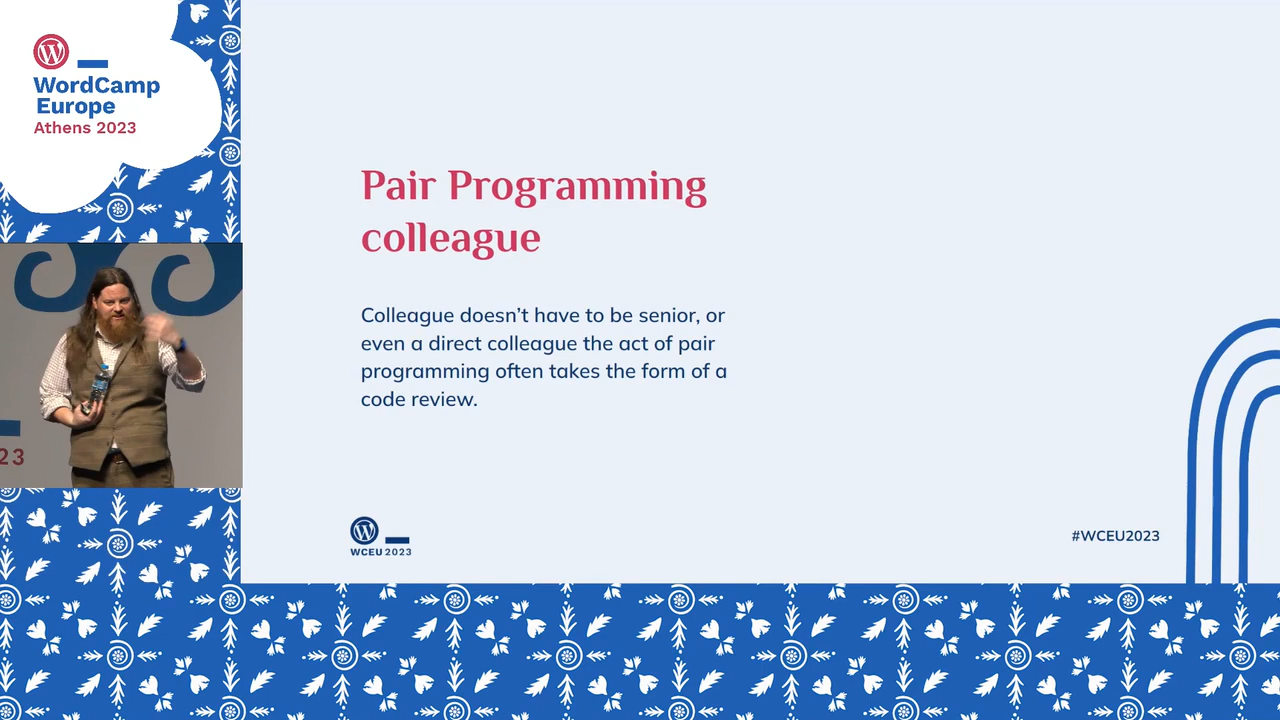 WordCamp
Europe
Athens 2023
Pair Programming
colleague
Colleague doesn't have to be senior, or
even a direct colleague the act of pair
programming often takes the form of a
code review.
23
WCEU 2023
#WCEU2023